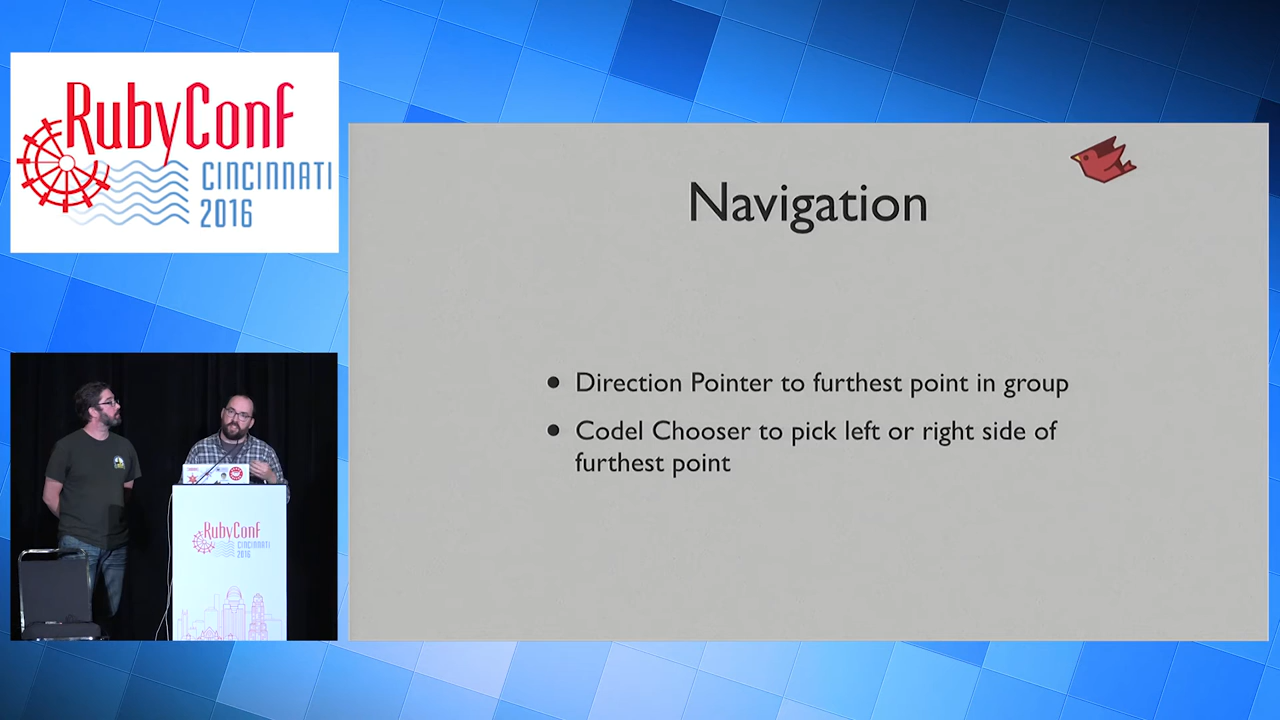 RubyConf
CINCINNATI
2016
Navigation
• Direction Pointer to furthest point in group
• Codel Chooser to pick left or right side of
furthest point
RubyConf
CINCINNATI
2016